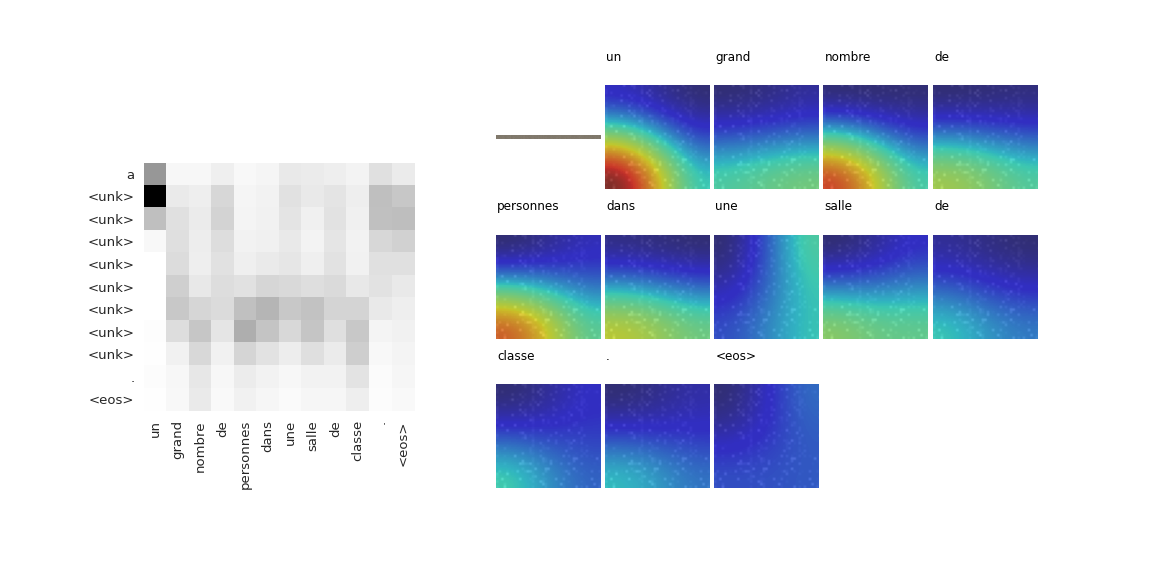 a
<unk>
<unk>
<unk>
<unk>
<unk>
<unk>
<unk>
<unk>
.
<eos>
un
grand
nombre
de
personnes
dans
une
salle
de
classe
.
<eos>
un grand nombre de
personnes dans une salle de
classe . <eos>